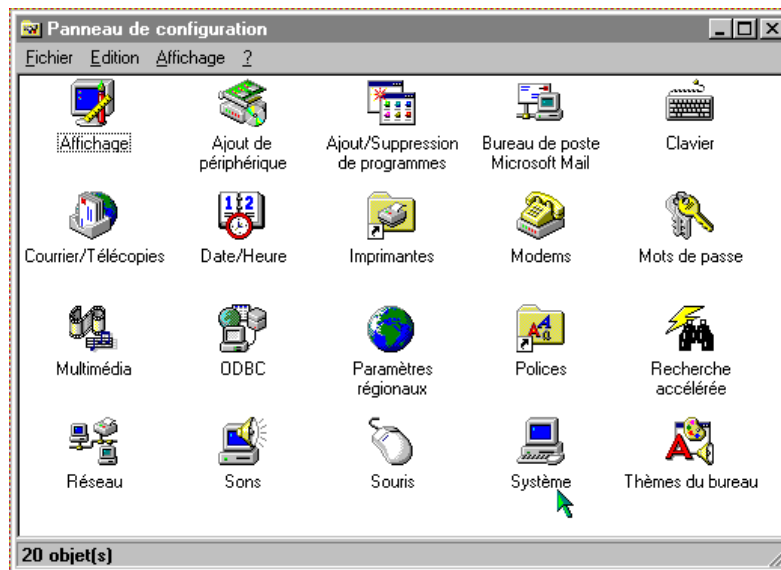 Panneau de configuration
Fichier Edition Affichage ?
Affichage
Ajout de
périphérique
Ajout/Suppression
de programmes
Bureau de poste
Microsoft Mail
Clavier
Courrier/Télécopies
Date/Heure
Imprimantes
Modems
Mots de passe
Multimédia
ODBC
Paramètres
régionaux
Polices
Recherche
accélérée
Réseau
Sons
Souris
Système
Thèmes du bureau
20 objet(s)